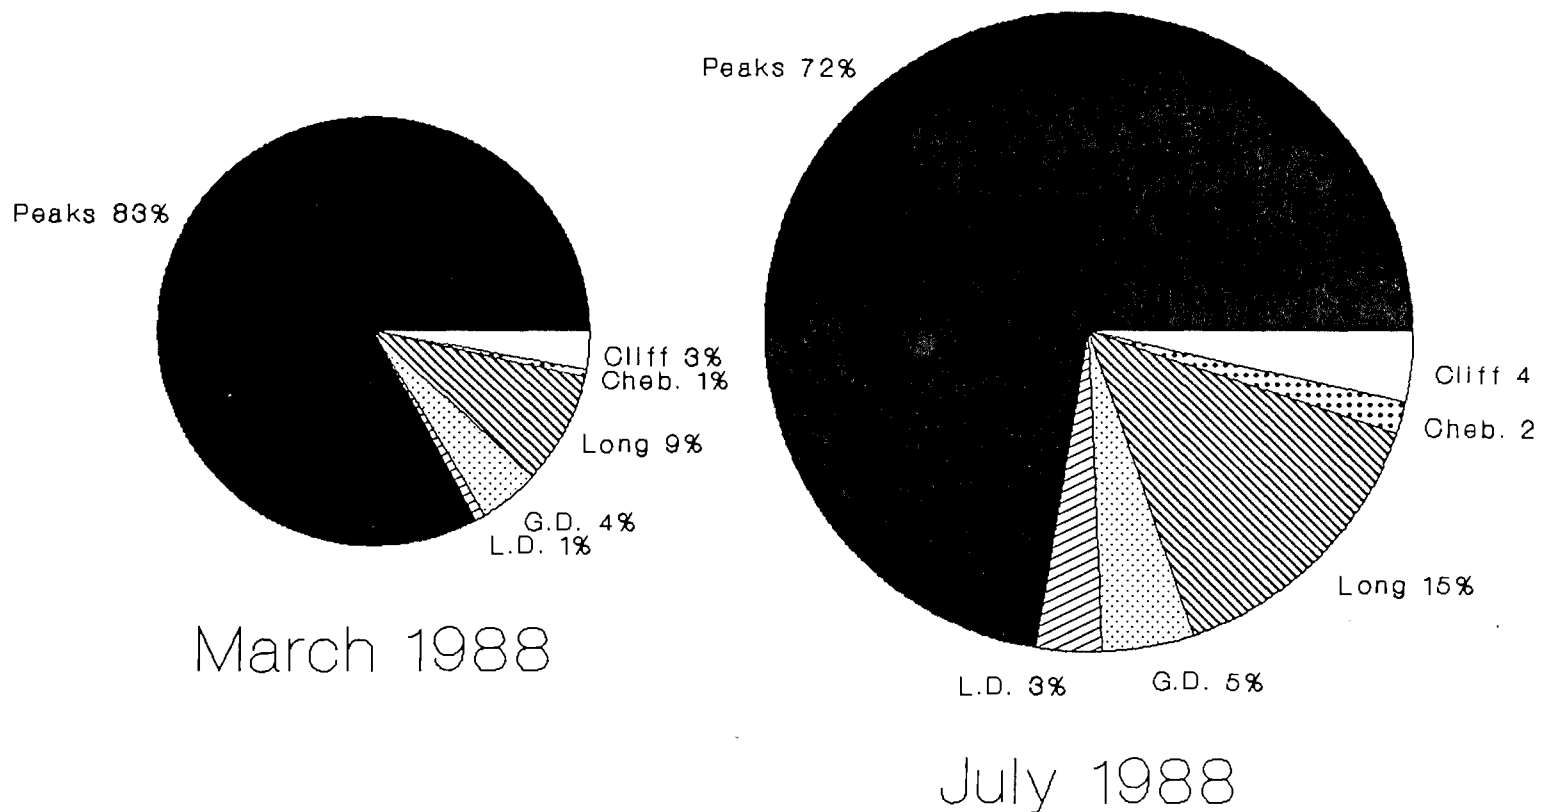 Peaks 83%
Cliff 3%
Cheb. 1%
Long 9%
G.D. 4%
L.D. 1%
March 1988
Peaks 72%
Cliff 4
Cheb. 2
Long 15%
G.D. 5%
L.D. 3%
July 1988